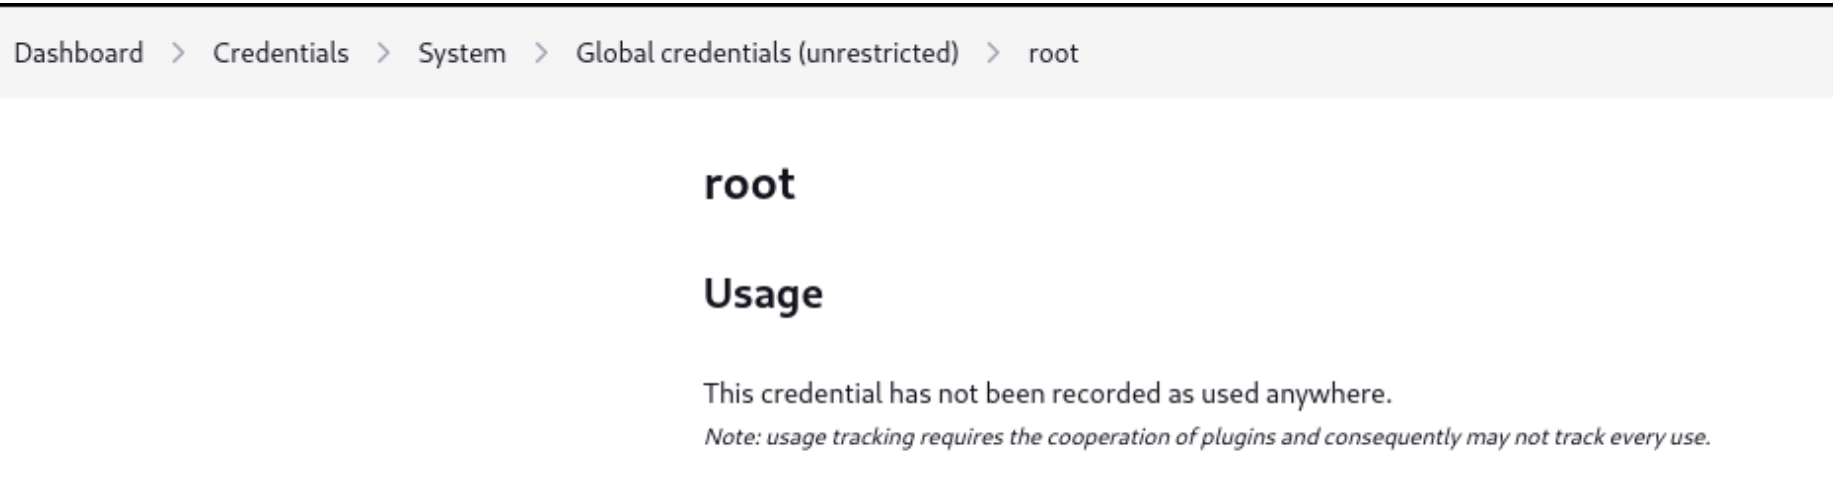 Dashboard > Credentials > System > Global credentials (unrestricted) > root
root
Usage
This credential has not been recorded as used anywhere.
Note: usage tracking requires the cooperation of plugins and consequently may not track every use.